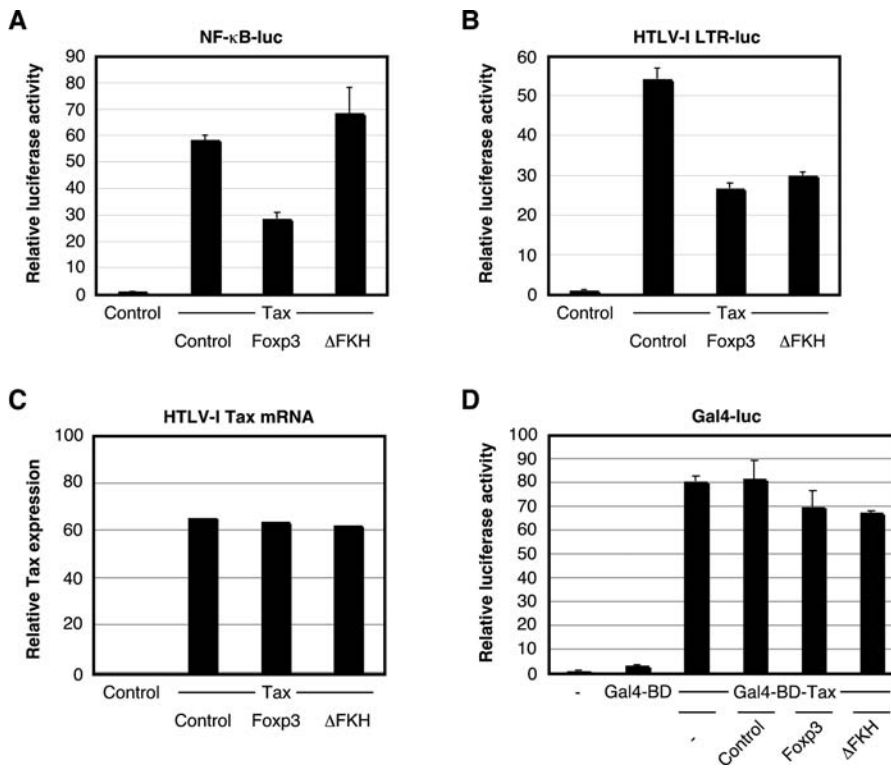 A
NF-κB-luc
Relative luciferase activity
90
80
70
60
50
40
30
20
10
0
Control
Tax
Control Foxp3 ΔFKH
B
HTLV-I LTR-luc
Relative luciferase activity
60
50
40
30
20
10
0
Control
Tax
Control Foxp3 ΔFKH
C
HTLV-I Tax mRNA
Relative Tax expression
100
80
60
40
20
0
Control
Tax
Control Foxp3 ΔFKH
D
Gal4-luc
Relative luciferase activity
100
90
80
70
60
50
40
30
20
10
0
- Gal4-BD Gal4-BD-Tax
- Control Foxp3 ΔFKH